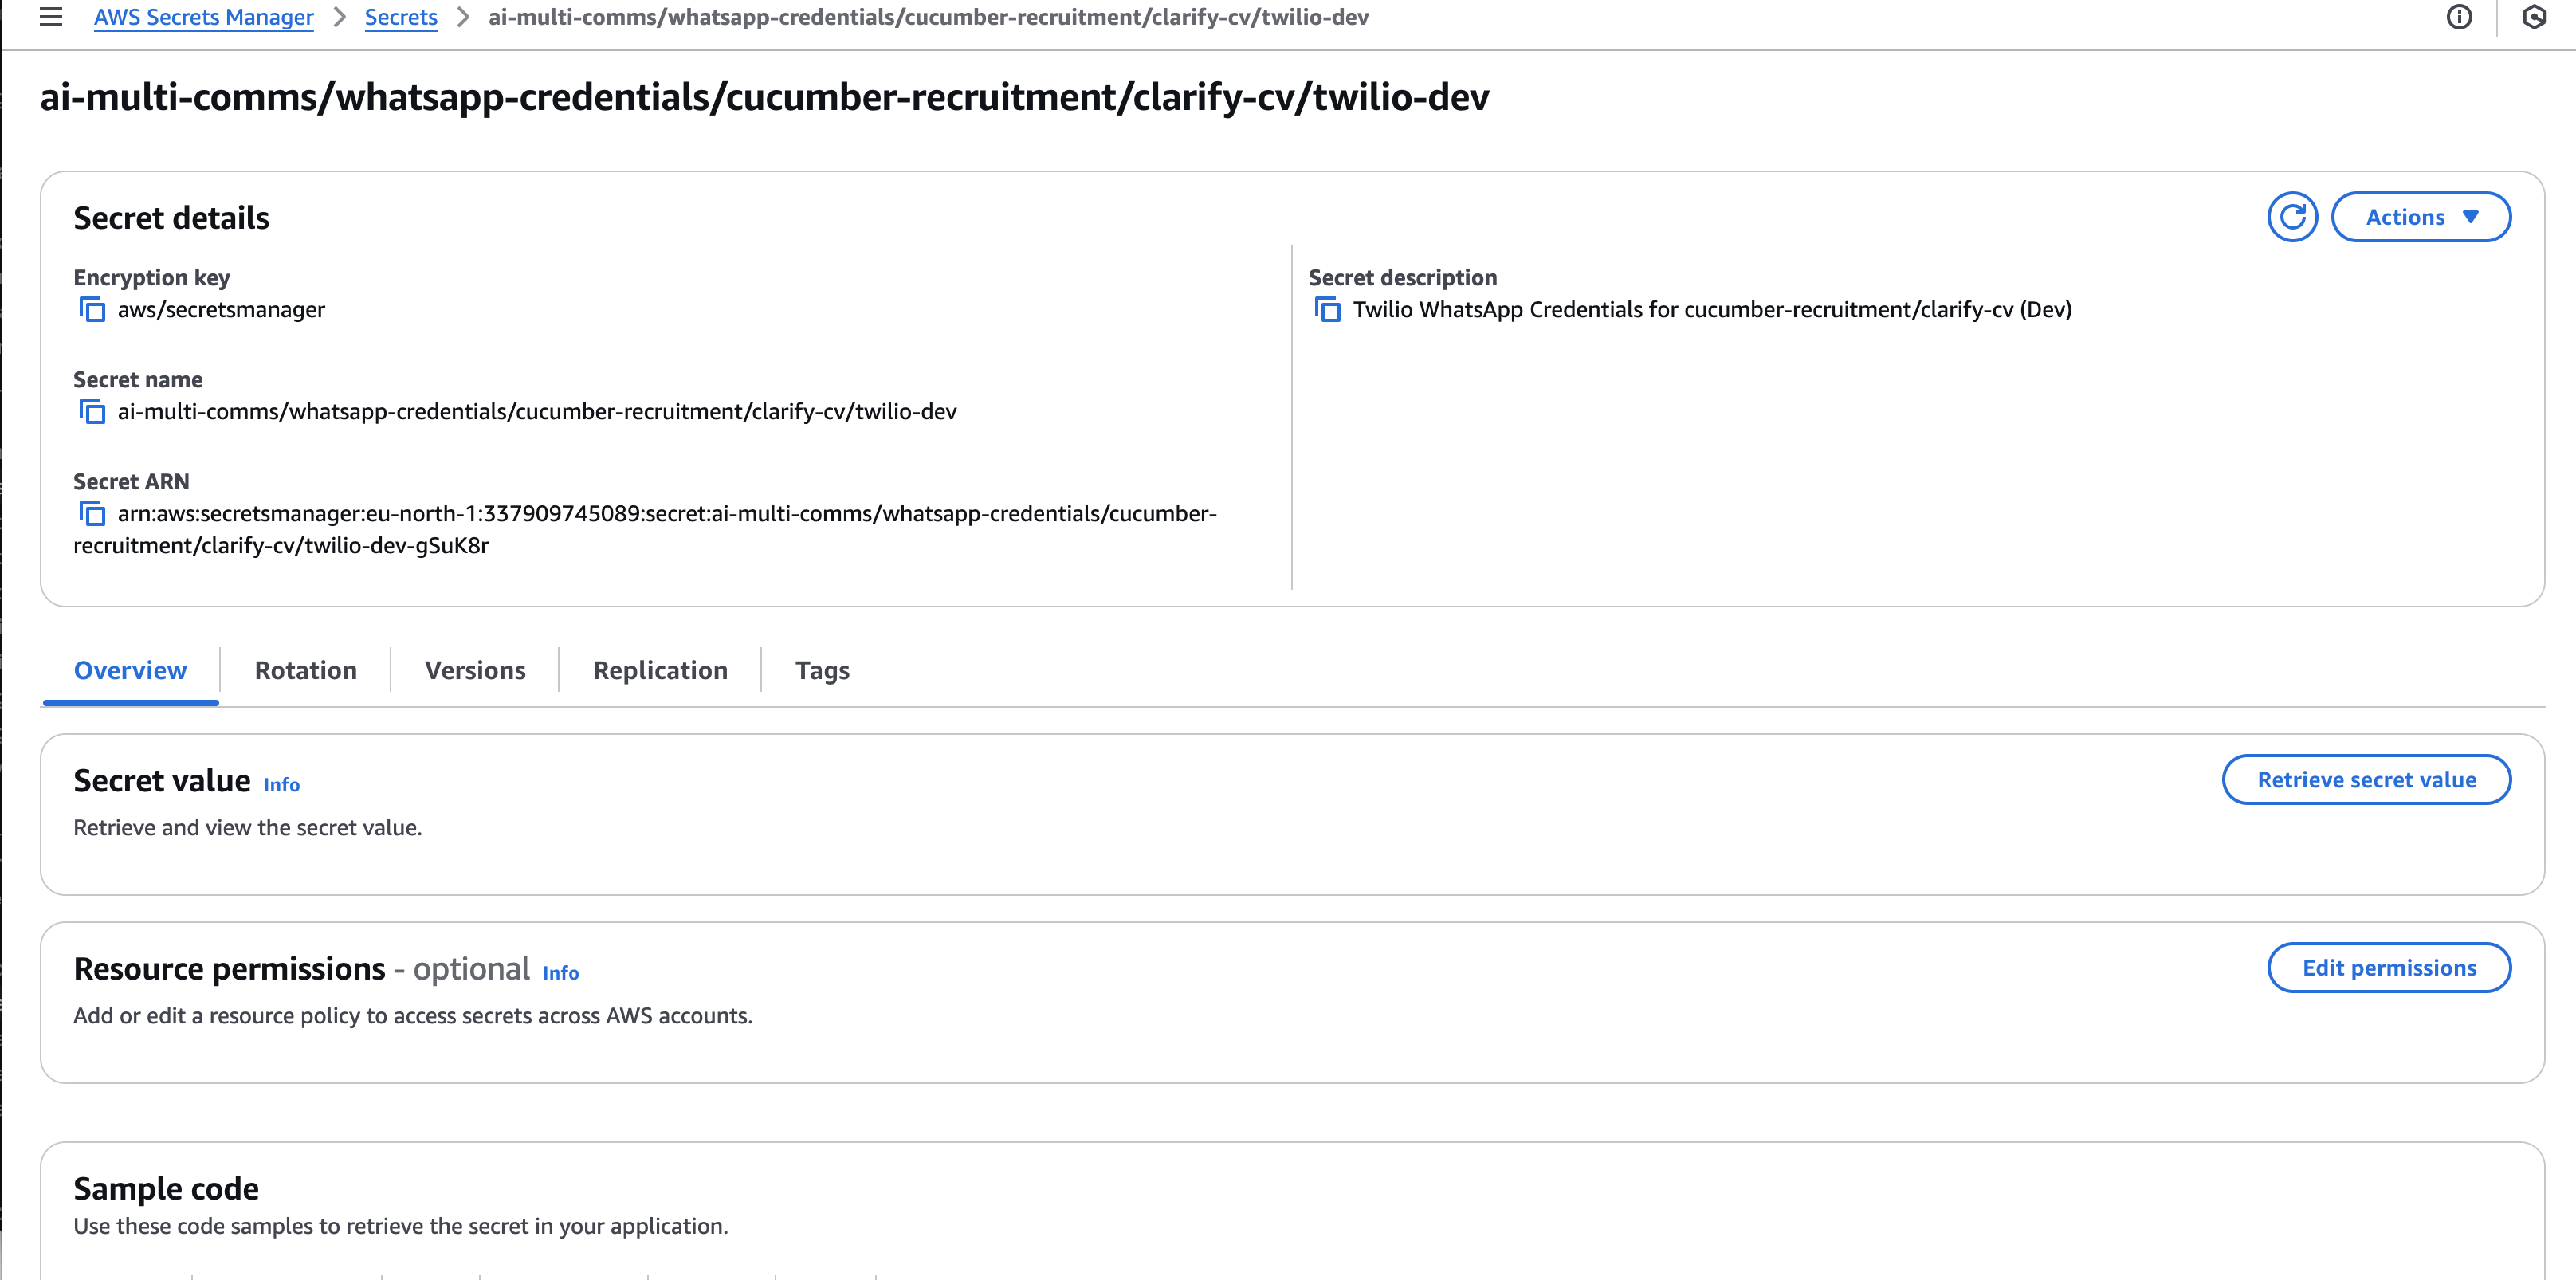 AWS Secrets Manager > Secrets > ai-multi-comms/whatsapp-credentials/cucumber-recruitment/clarify-cv/twilio-dev
ai-multi-comms/whatsapp-credentials/cucumber-recruitment/clarify-cv/twilio-dev
Secret details
Actions
Encryption key
aws/secretsmanager
Secret description
Twilio WhatsApp Credentials for cucumber-recruitment/clarify-cv (Dev)
Secret name
ai-multi-comms/whatsapp-credentials/cucumber-recruitment/clarify-cv/twilio-dev
Secret ARN
arn:aws:secretsmanager:eu-north-1:337909745089:secret:ai-multi-comms/whatsapp-credentials/cucumber-
recruitment/clarify-cv/twilio-dev-gSuK8r
Overview
Rotation
Versions
Replication
Tags
Secret value Info
Retrieve secret value
Retrieve and view the secret value.
Resource permissions - optional Info
Edit permissions
Add or edit a resource policy to access secrets across AWS accounts.
Sample code
Use these code samples to retrieve the secret in your application.